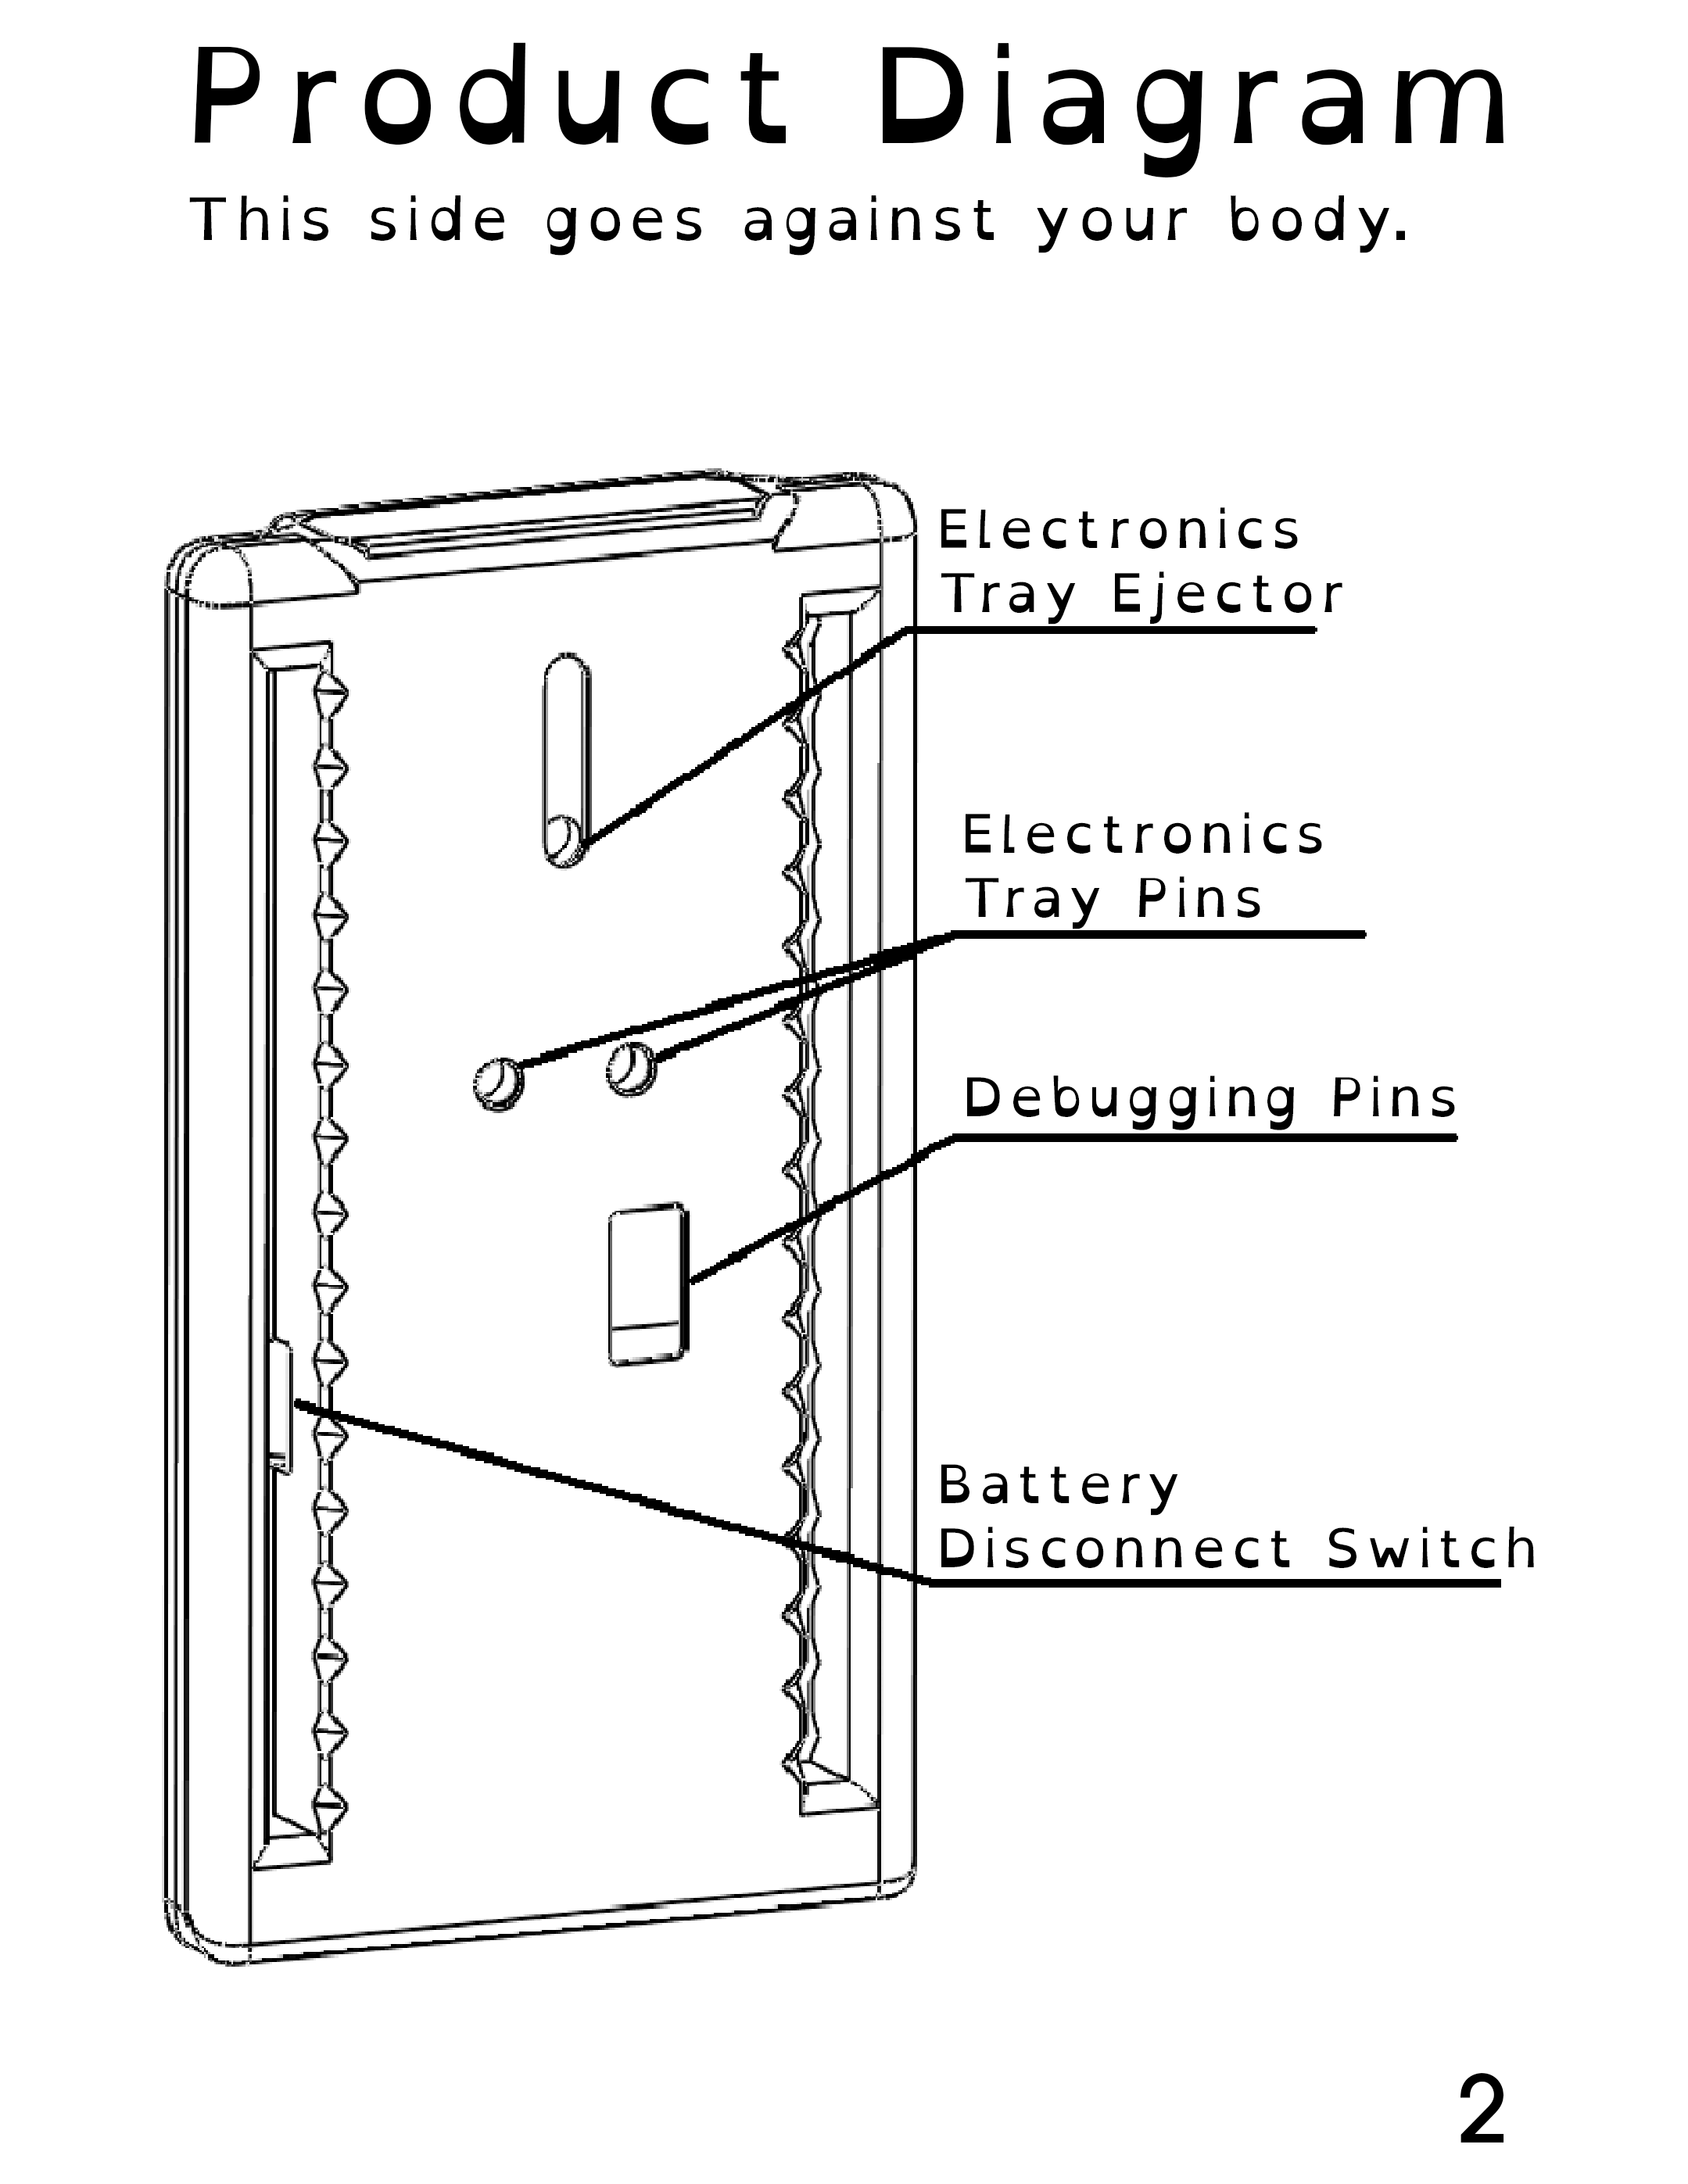 Product Diagram
This side goes against your body.
Electronics
Tray Ejector
Electronics
Tray Pins
Debugging Pins
Battery
Disconnect Switch
2